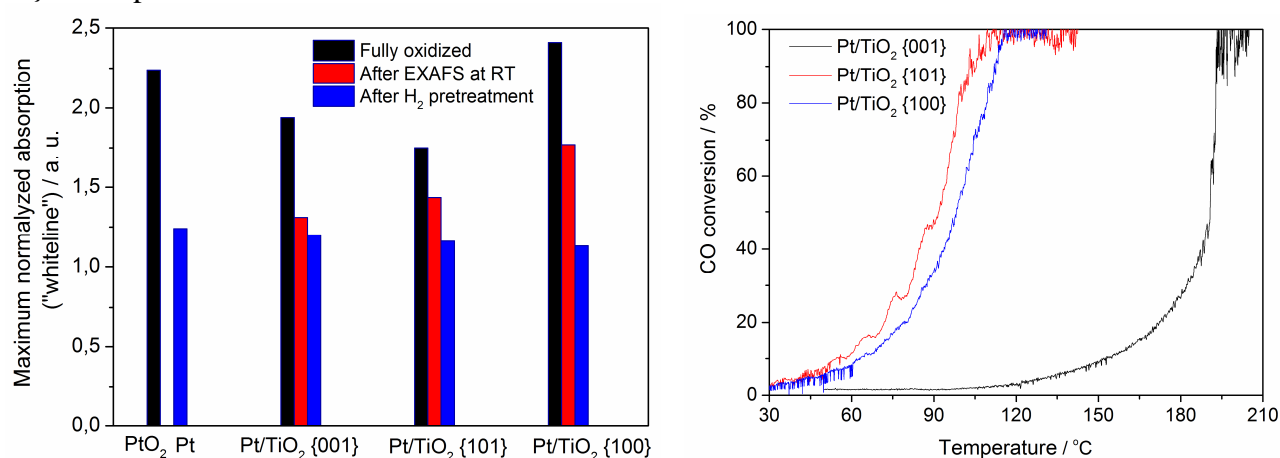 2,5
2,0
1,5
1,0
0,5
0,0
Maximum normalyzed absorption
("whiteline") / a. u.
Fully oxidized
After EXAFS at RT
After H₂ pretreatment
PtO₂ Pt Pt/TiO₂ {001} Pt/TiO₂ {101} Pt/TiO₂ {100}
100
80
60
40
20
0
CO conversion / %
Pt/TiO₂ {001}
Pt/TiO₂ {101}
Pt/TiO₂ {100}
30 60 90 120 150 180 210
Temperature / °C